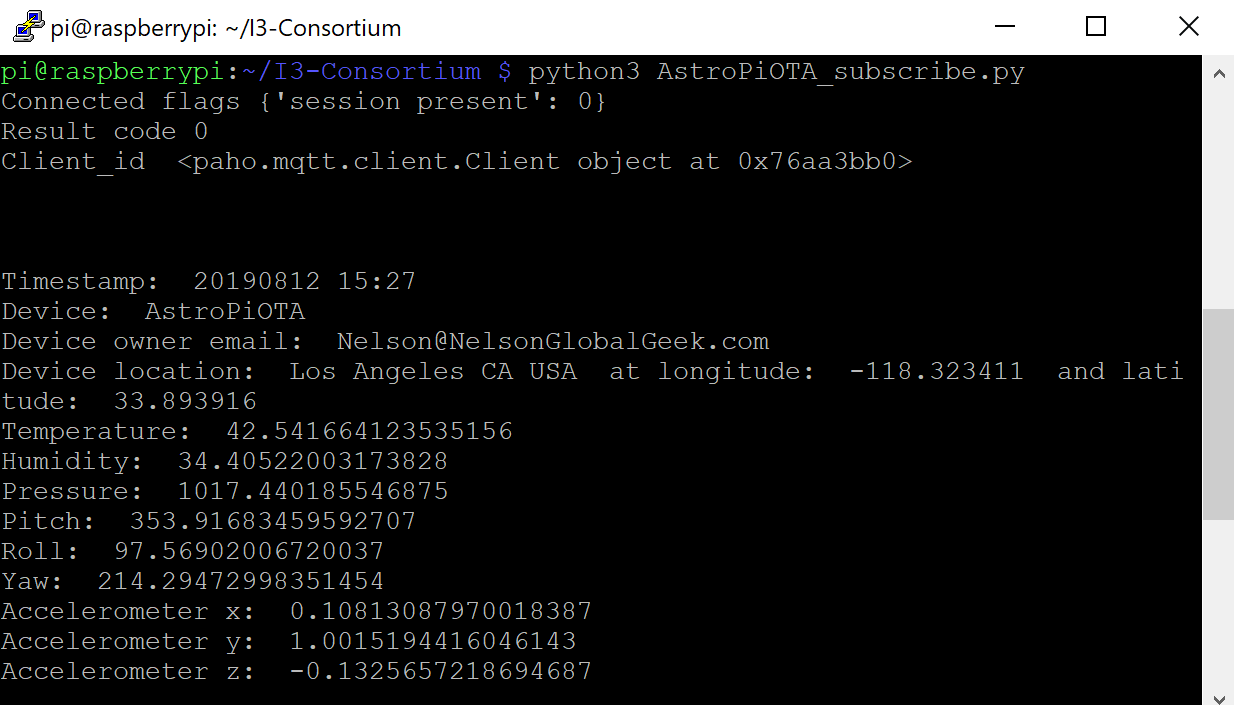 pi@raspberrypi: ~/I3-Consortium
pi@raspberrypi:~/I3-Consortium $ python3 AstroPiOTA_subscribe.py
Connected flags {'session present': 0}
Result code 0
Client_id  <paho.mqtt.client.Client object at 0x76aa3bb0>
Timestamp:  20190812 15:27
Device:  AstroPiOTA
Device owner email:  Nelson@NelsonGlobalGeek.com
Device location:  Los Angeles CA USA  at longitude:  -118.323411  and lati
tude:  33.893916
Temperature:  42.541664123535156
Humidity:  34.40522003173828
Pressure:  1017.440185546875
Pitch:  353.91683459592707
Roll:  97.56902006720037
Yaw:  214.29472998351454
Accelerometer x:  0.10813087970018387
Accelerometer y:  1.0015194416046143
Accelerometer z:  -0.1325657218694687